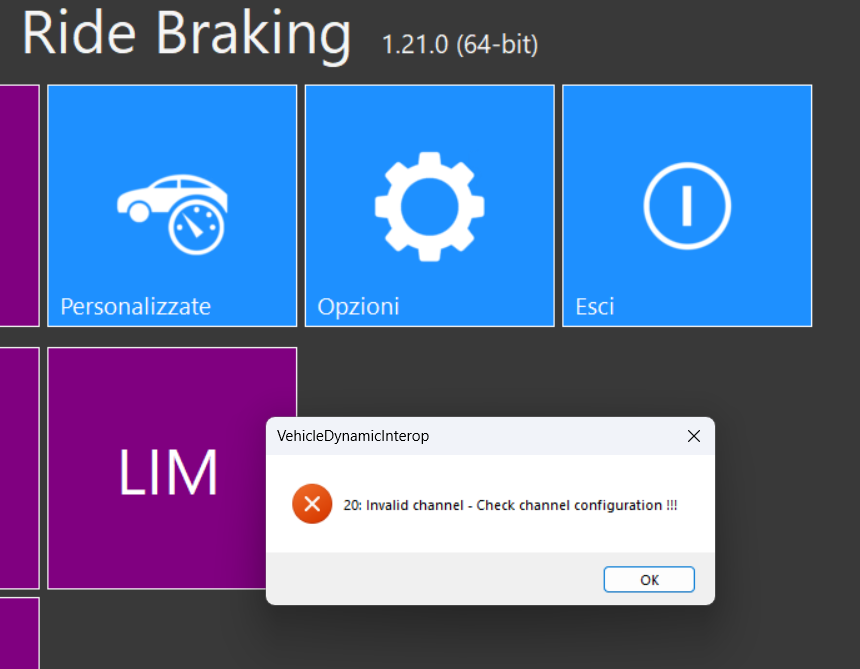 Ride Braking 1.21.0 (64-bit)
Personalizzate
Opzioni
Esci
LIM
VehicleDynamicInterop
20: Invalid channel - Check channel configuration !!!
OK